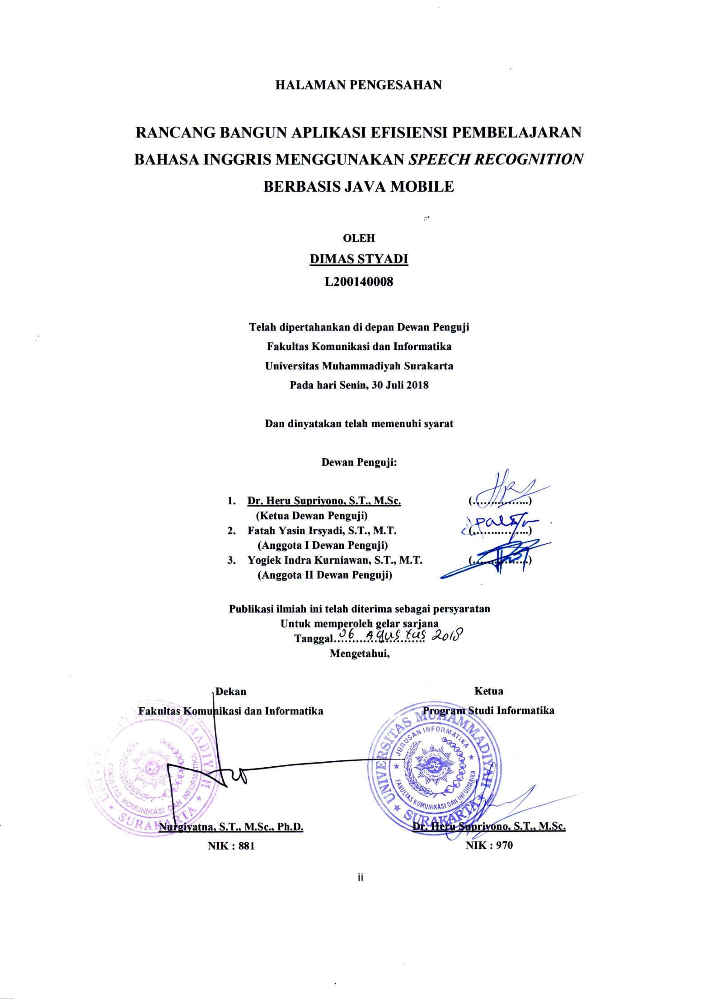 HALAMAN PENGESAHAN
RANCANG BANGUN APLIKASI EFISIENSI PEMBELAJARAN
BAHASA INGGRIS MENGGUNAKAN SPEECH RECOGNITION
BERBASIS JAVA MOBILE
OLEH
DIMAS STYADI
L200140008
Telah dipertahankan di depan Dewan Penguji
Fakultas Komunikasi dan Informatika
Universitas Muhammadiyah Surakarta
Pada hari Senin, 30 Juli 2018
Dan dinyatakan telah memenuhi syarat
Dewan Penguji:
1. Dr. Heru Supriyono, S.T., M.Sc. (................)
(Ketua Dewan Penguji)
2. Fatah Yasin Irsyadi, S.T., M.T. (................)
(Anggota I Dewan Penguji)
3. Yogiek Indra Kurniawan, S.T., M.T. (................)
(Anggota II Dewan Penguji)
Publikasi ilmiah ini telah diterima sebagai persyaratan
Untuk memperoleh gelar sarjana
Tanggal 06 Agustus 2018
Mengetahui,
Dekan
Fakultas Komunikasi dan Informatika
MUHAMMADIYAH
SURAKARTA
FAKULTAS KOMUNIKASI DAN INFORMATIKA
Nurgiyatna, S.T., M.Sc., Ph.D.
NIK : 881
Ketua
Program Studi Informatika
UNIVERSITAS MUHAMMADIYAH
SURAKARTA
JURUSAN INFORMATIKA
FAKULTAS KOMUNIKASI DAN INFORMAIKA
Dr. Heru Supriyono, S.T., M.Sc.
NIK : 970
ii